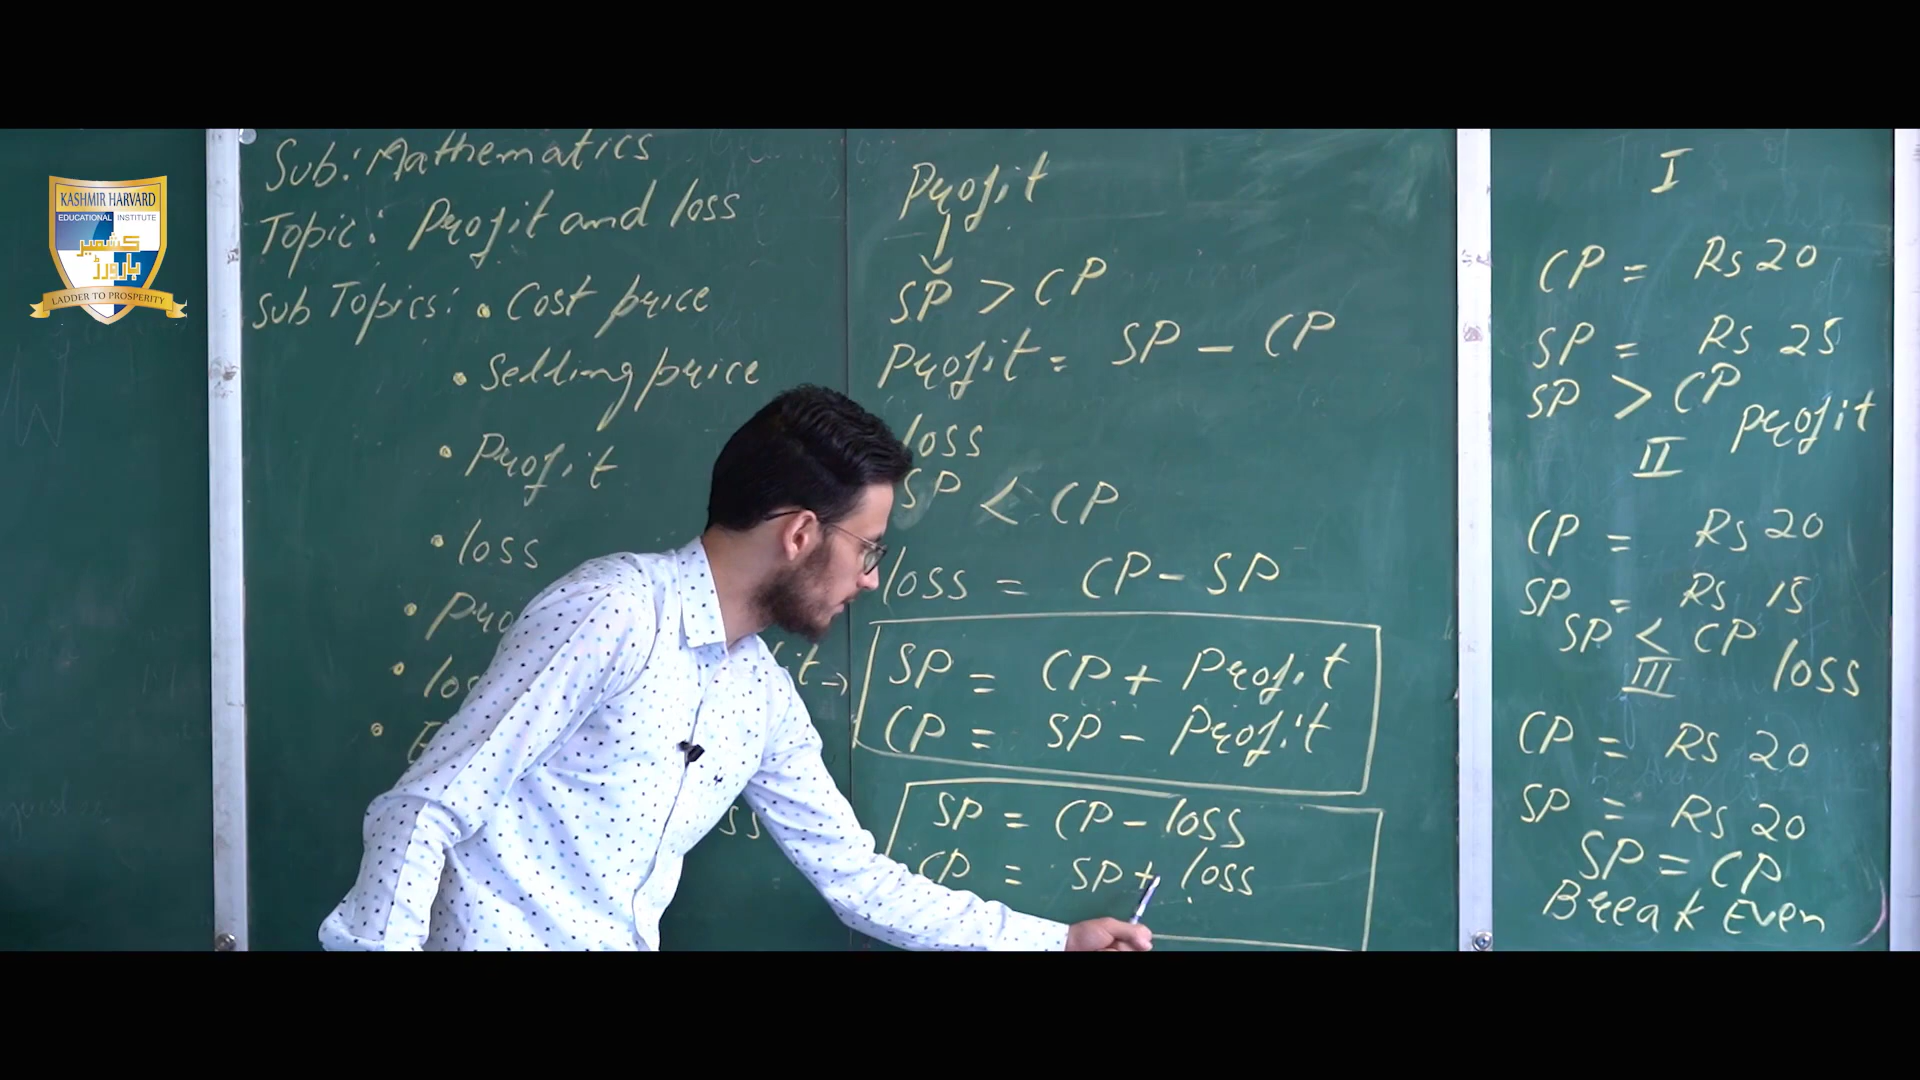 KASHMIR HARVARD
EDUCATIONAL INSTITUTE
کشمیر
ہارورڈ
LADDER TO PROSPERITY
Sub: Mathematics
Topic: Profit and loss
Sub Topics: • Cost price
• Selling price
• Profit
• loss
Profit
SP > CP
Profit = SP - CP
loss
SP < CP
loss = CP - SP
SP = CP + Profit
CP = SP - Profit
SP = CP - loss
CP = SP + loss
I
CP = Rs 20
SP = Rs 25
SP > CP Profit
II
CP = Rs 20
SP = Rs 15
SP < CP loss
III
CP = Rs 20
SP = Rs 20
SP = CP
Break Even